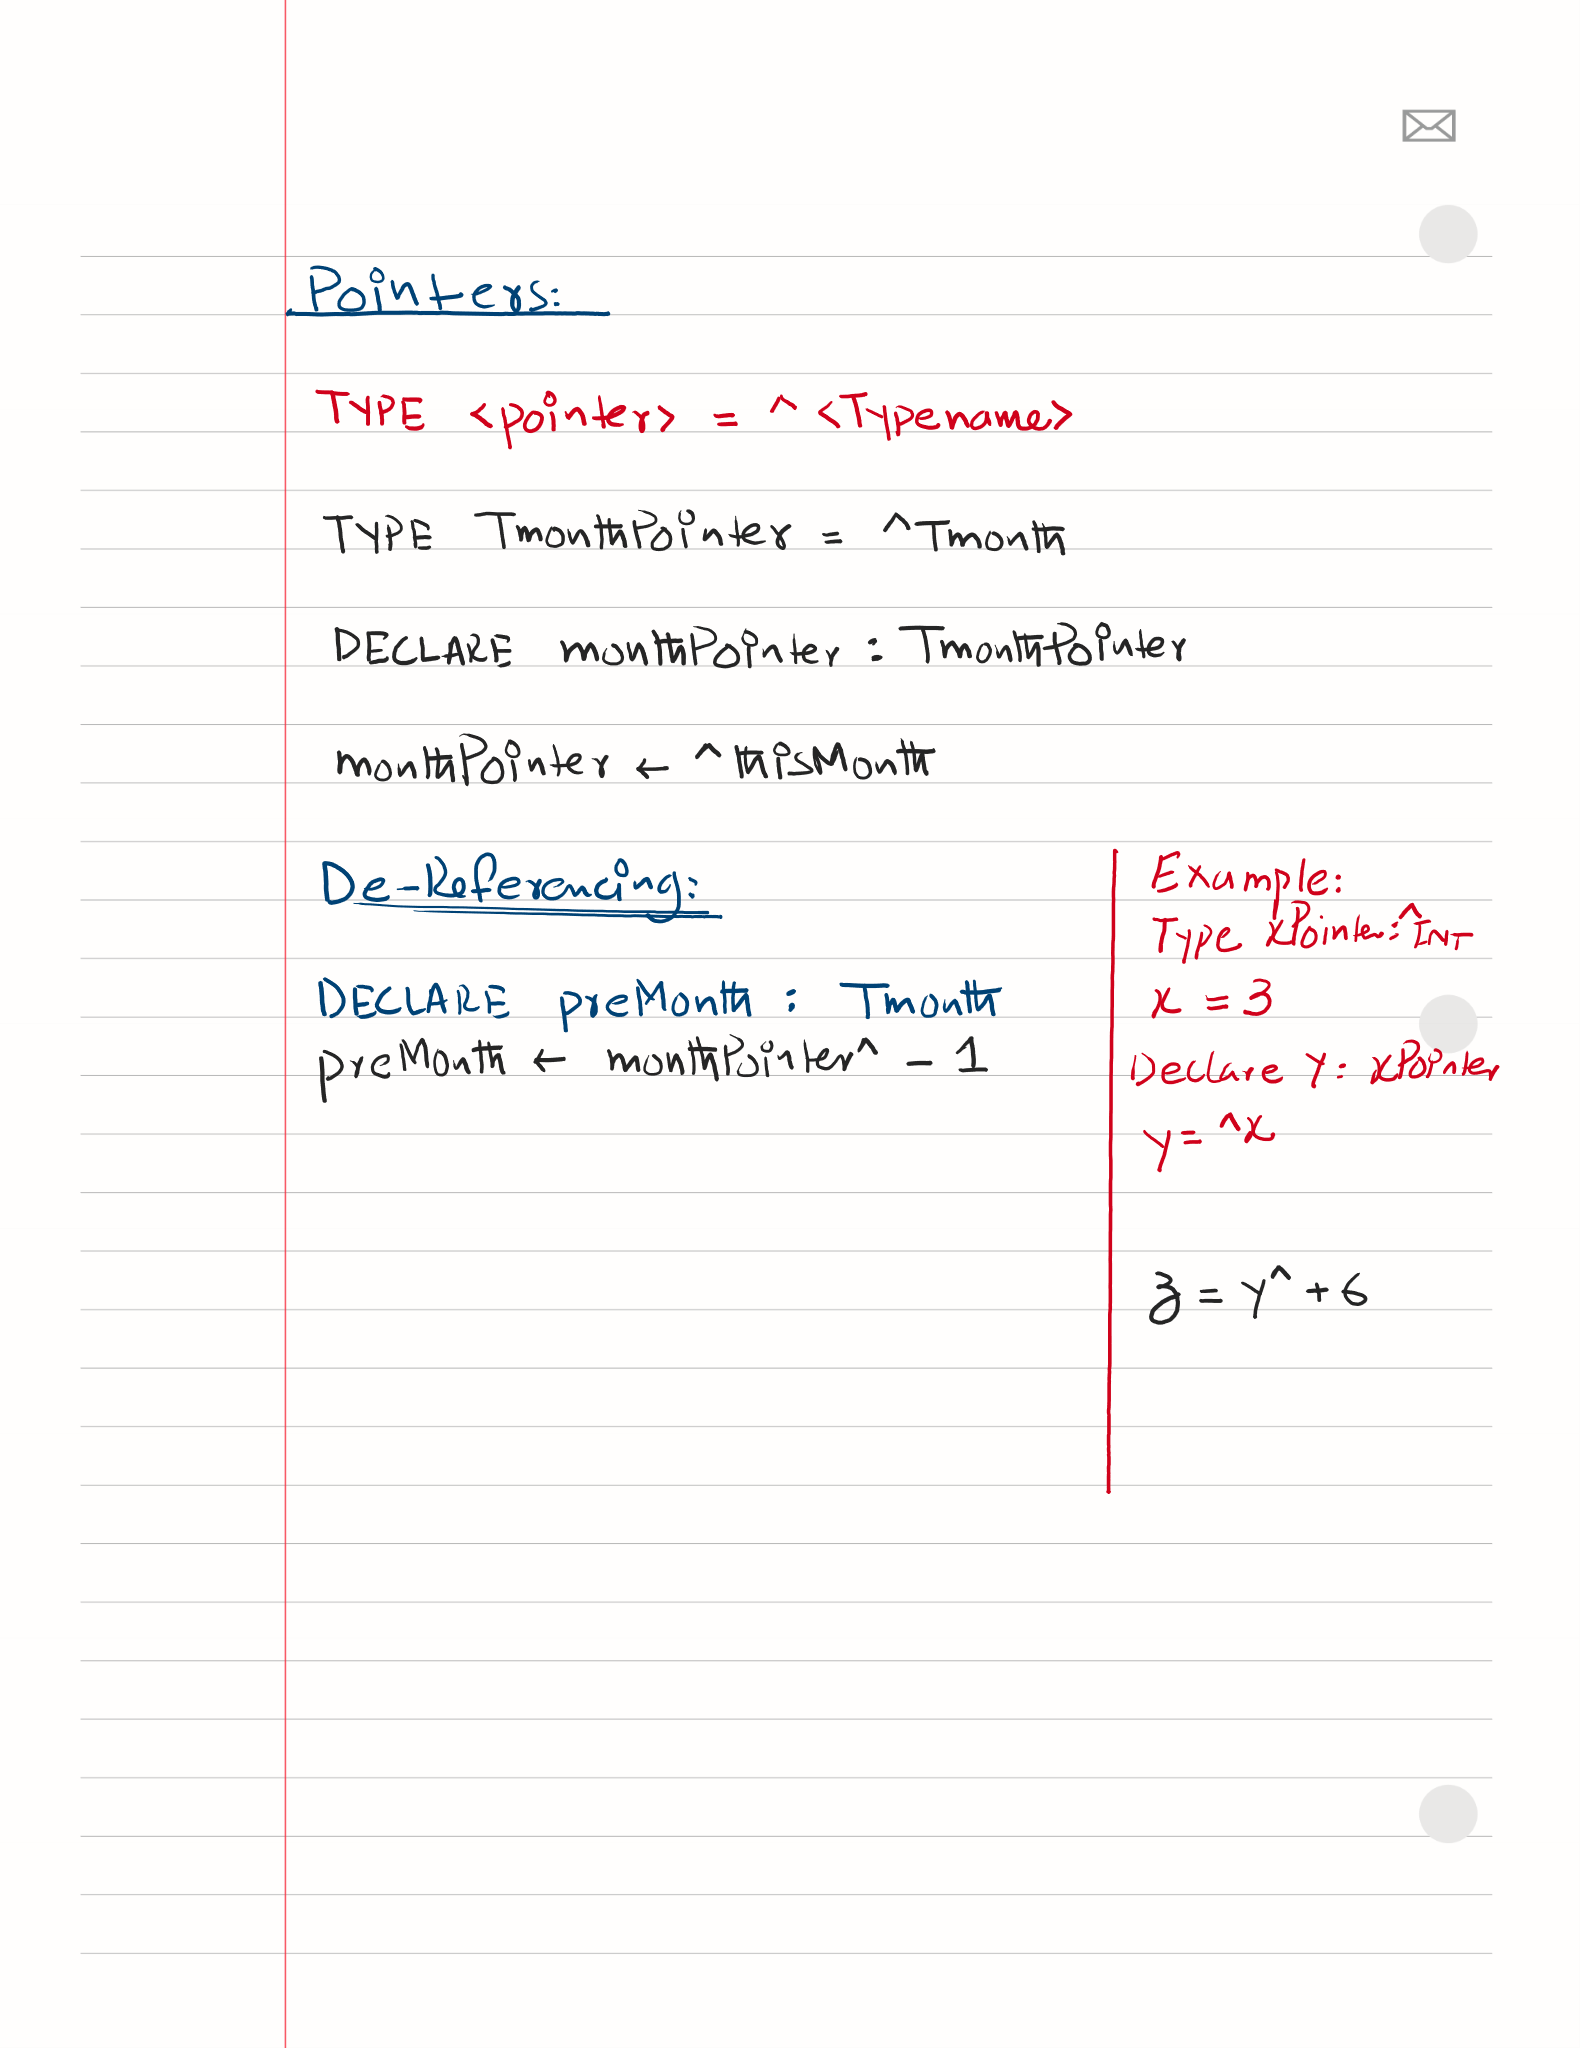 Pointers:
TYPE <pointer> = ^ <Typename>
TYPE TmonthPointer = ^Tmonth
DECLARE monthPointer : TmonthPointer
monthPointer ← ^thisMonth
De-Referencing:
DECLARE preMonth : Tmonth
preMonth ← monthPointer^ - 1
Example:
Type xPointer: ^INT
x = 3
Declare y: xPointer
y = ^x
z = y^ + 6